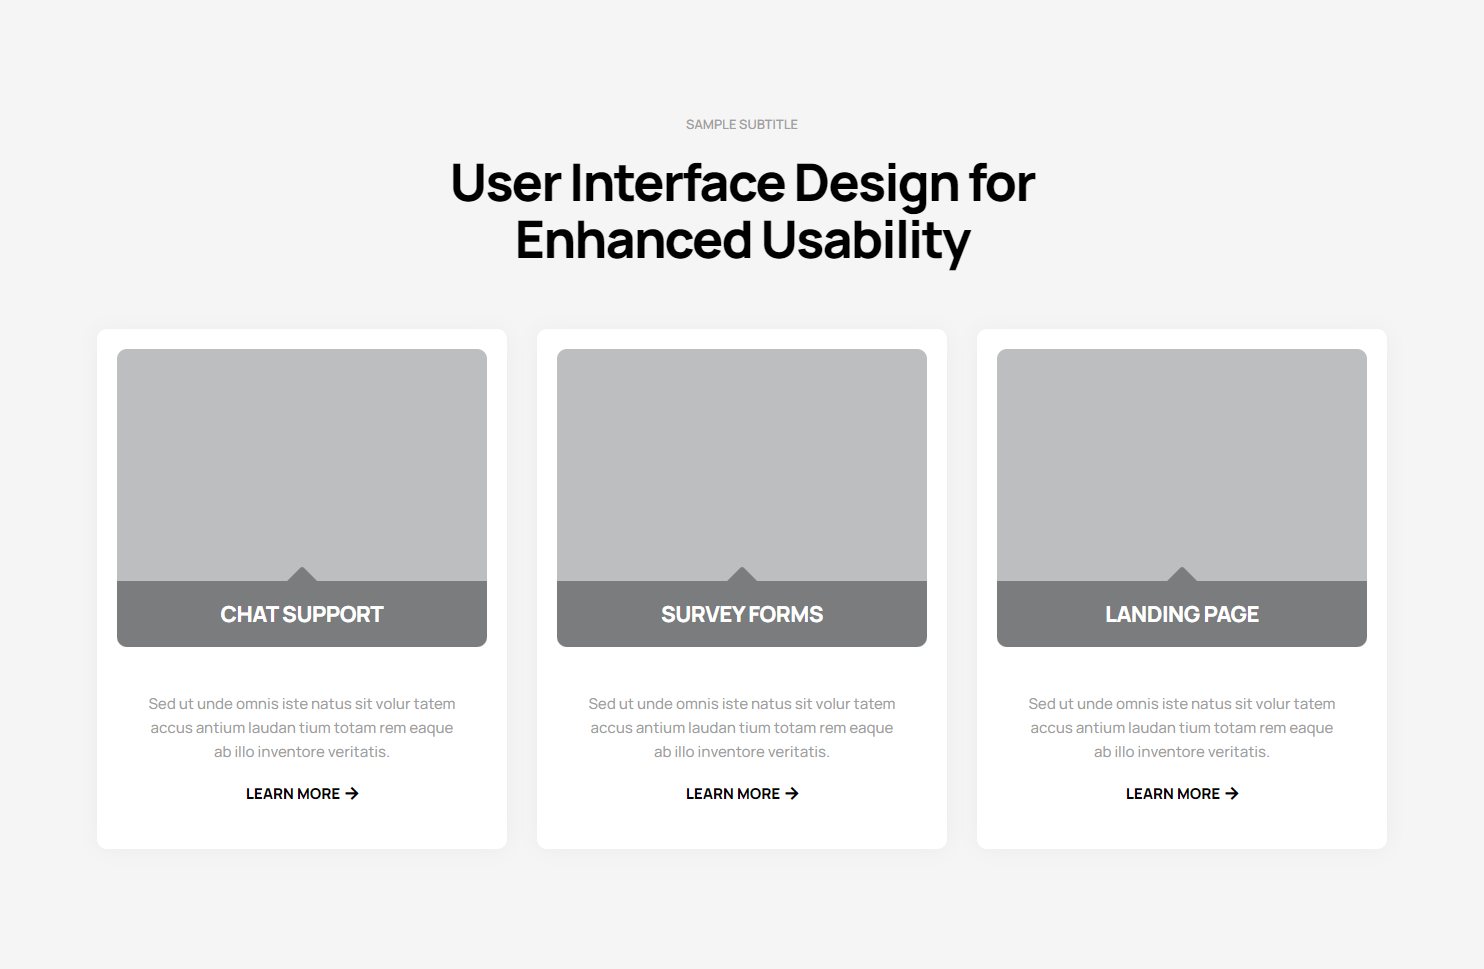 SAMPLE SUBTITLE
User Interface Design for
Enhanced Usability
CHAT SUPPORT
Sed ut unde omnis iste natus sit volur tatem
accus antium laudan tium totam rem eaque
ab illo inventore veritatis.
LEARN MORE →
SURVEY FORMS
Sed ut unde omnis iste natus sit volur tatem
accus antium laudan tium totam rem eaque
ab illo inventore veritatis.
LEARN MORE →
LANDING PAGE
Sed ut unde omnis iste natus sit volur tatem
accus antium laudan tium totam rem eaque
ab illo inventore veritatis.
LEARN MORE →